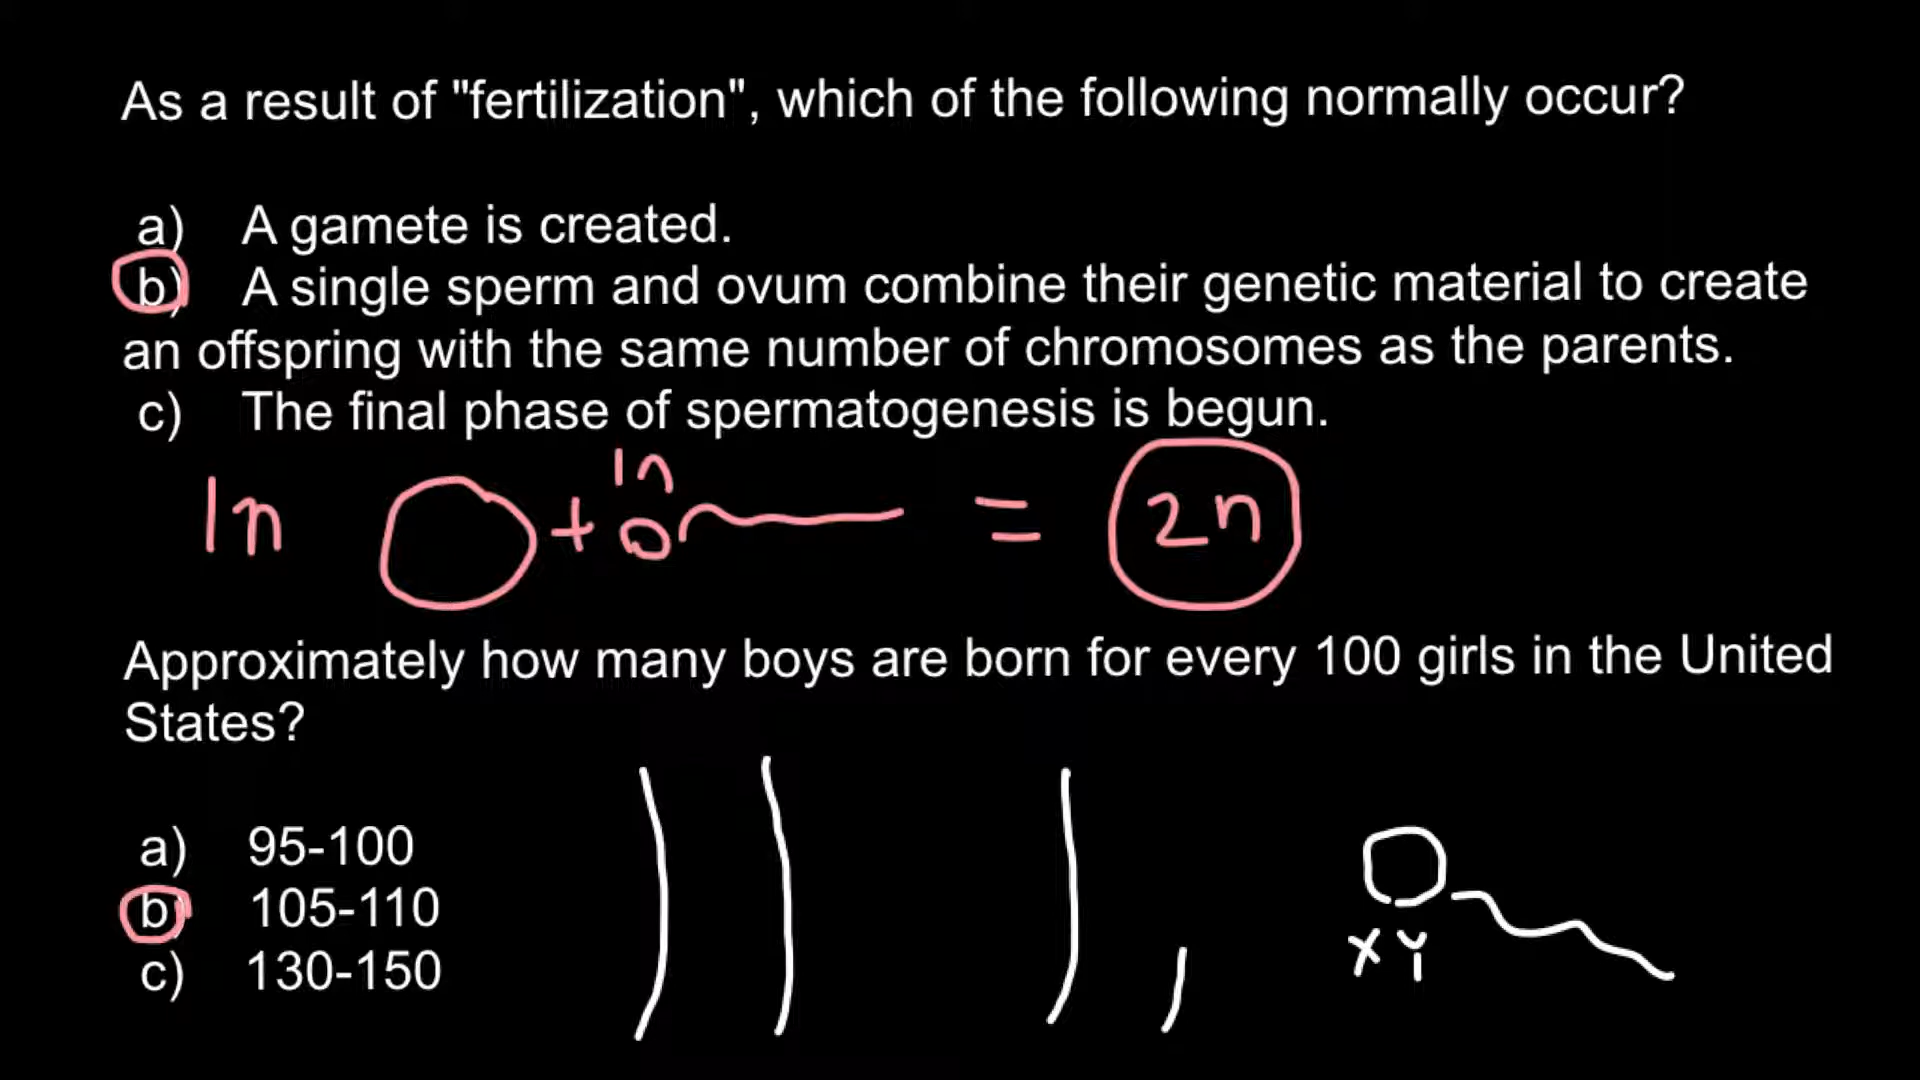 As a result of "fertilization", which of the following normally occur?
a) A gamete is created.
b) A single sperm and ovum combine their genetic material to create
an offspring with the same number of chromosomes as the parents.
c) The final phase of spermatogenesis is begun.
1n + 1n = 2n
Approximately how many boys are born for every 100 girls in the United
States?
a) 95-100
b) 105-110
c) 130-150
XY